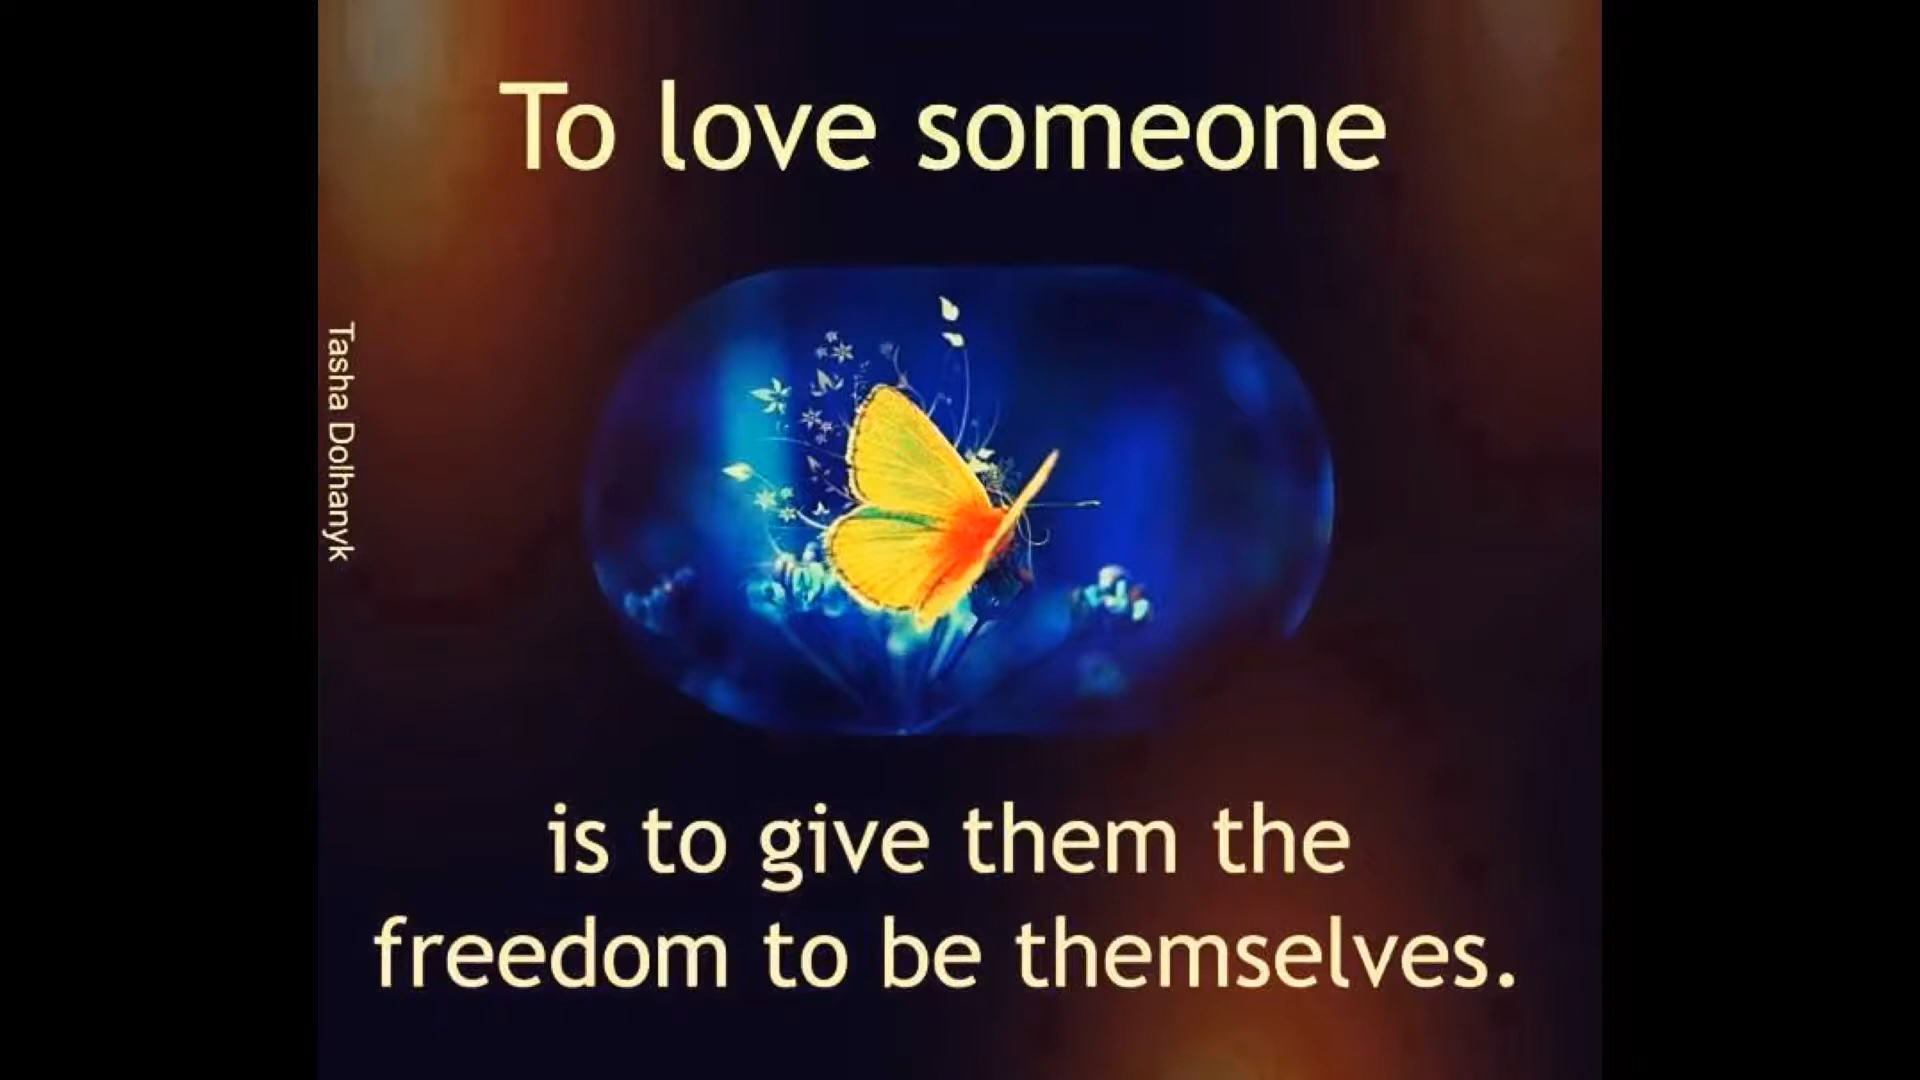 To love someone
Tasha Dolhanyk
is to give them the
freedom to be themselves.